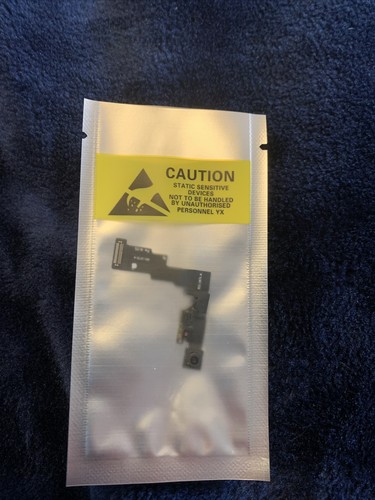 CAUTION
STATIC SENSITIVE
DEVICES
NOT TO BE HANDLED
BY UNAUTHORISED
PERSONNEL YX